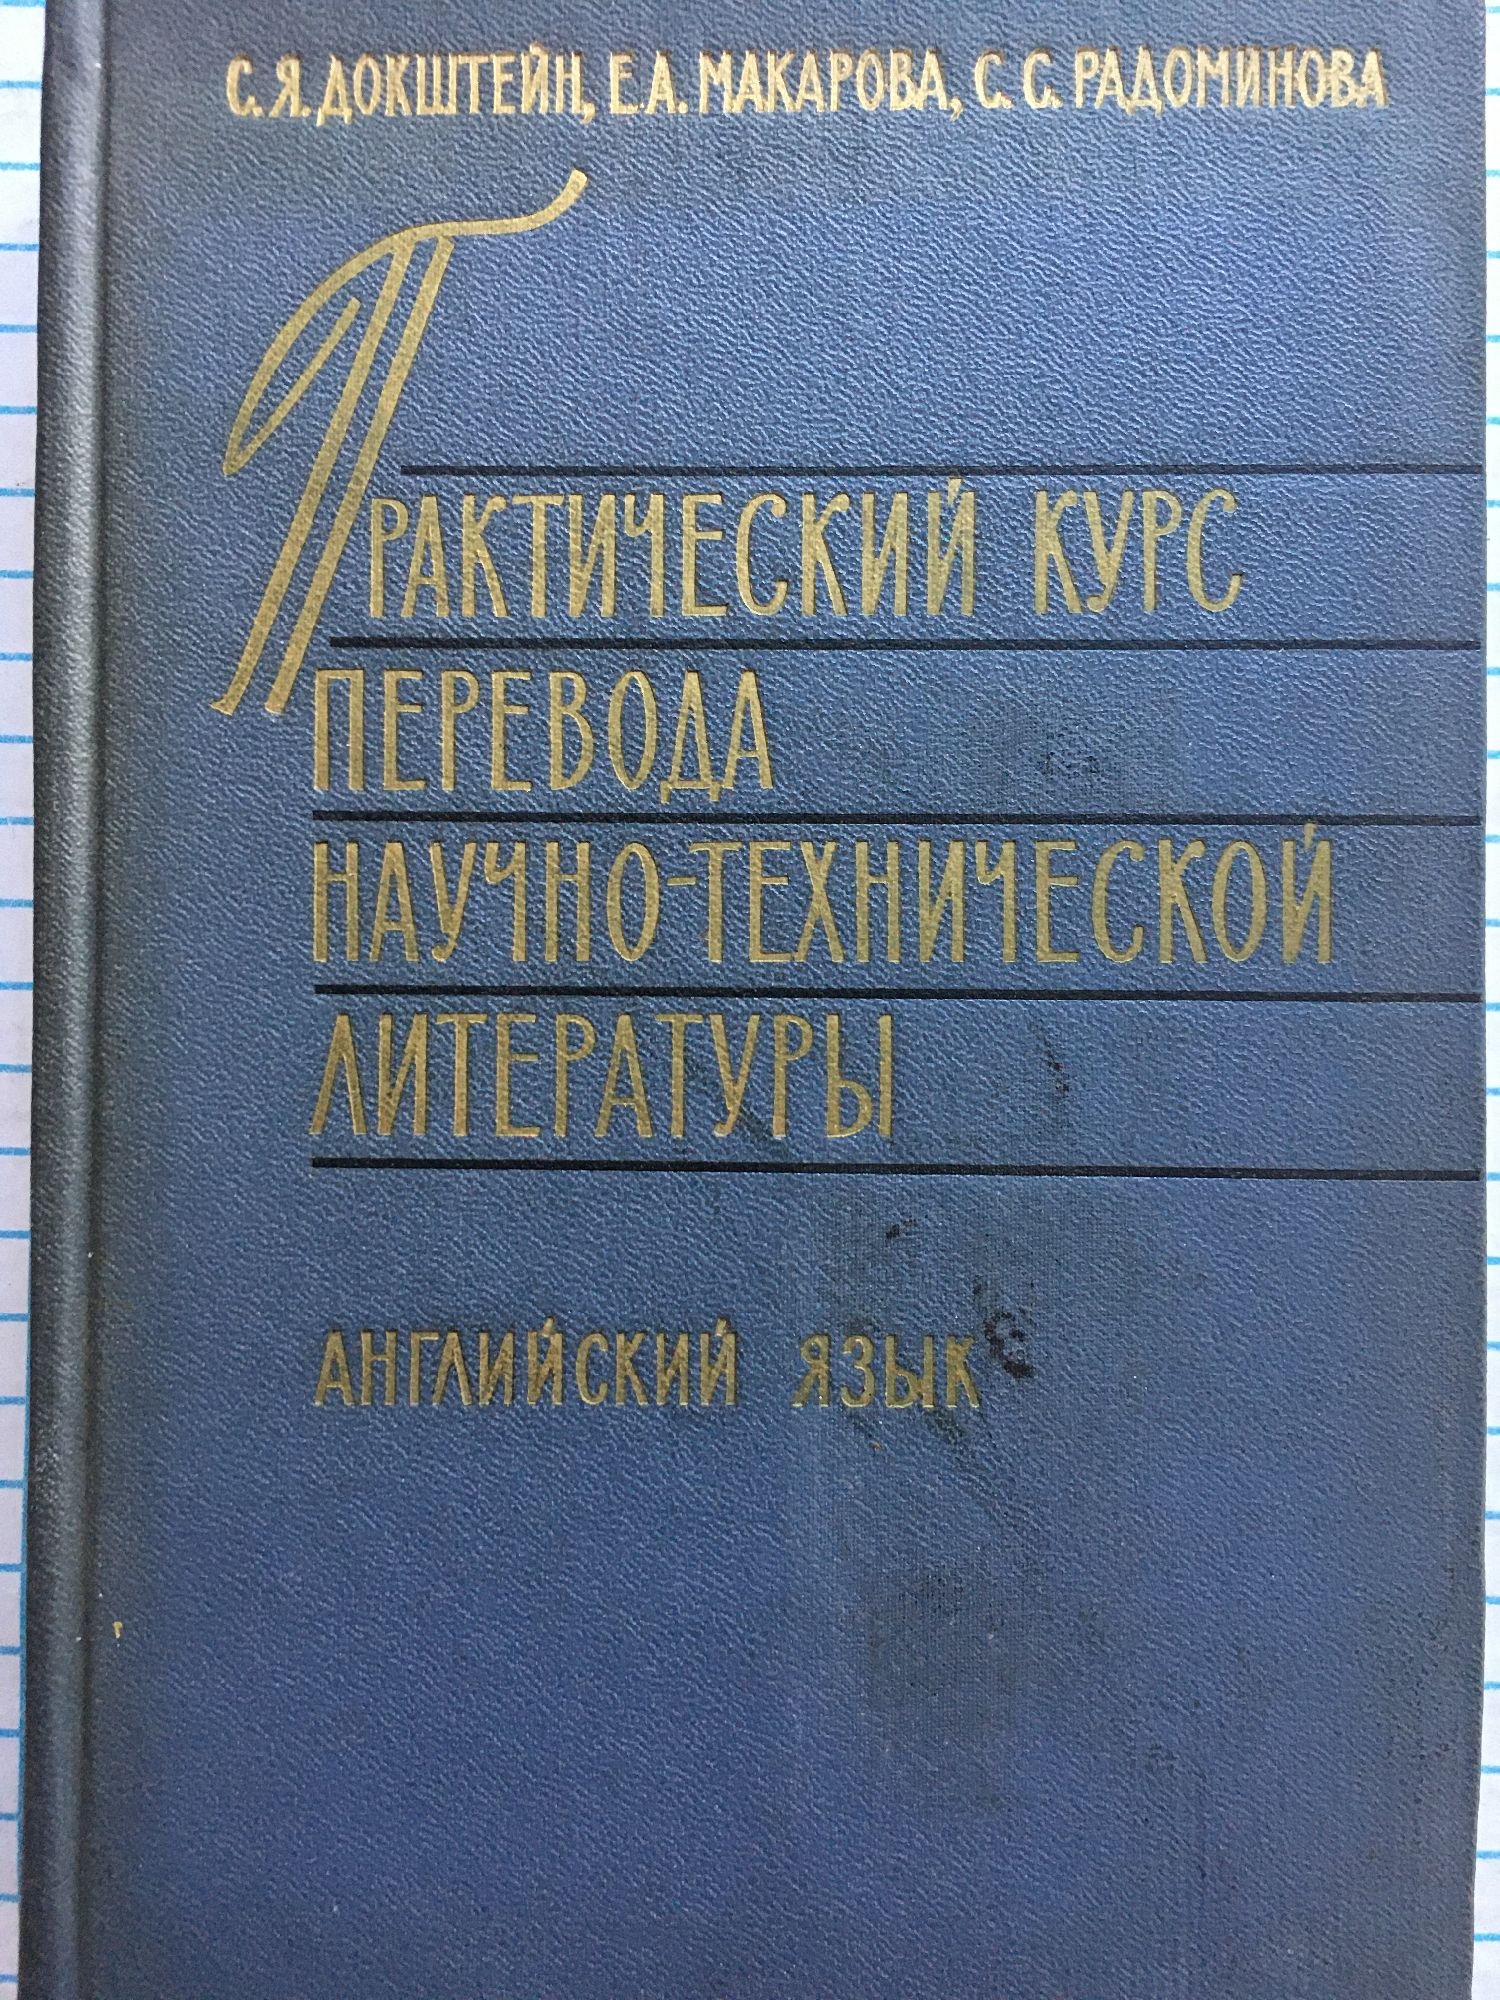 С. Я. ДОКШТЕЙН, Е. А. МАКАРОВА, С. С. РАДОМИНОВА
ПРАКТИЧЕСКИЙ КУРС
ПЕРЕВОДА
НАУЧНО-ТЕХНИЧЕСКОЙ
ЛИТЕРАТУРЫ
АНГЛИЙСКИЙ ЯЗЫК